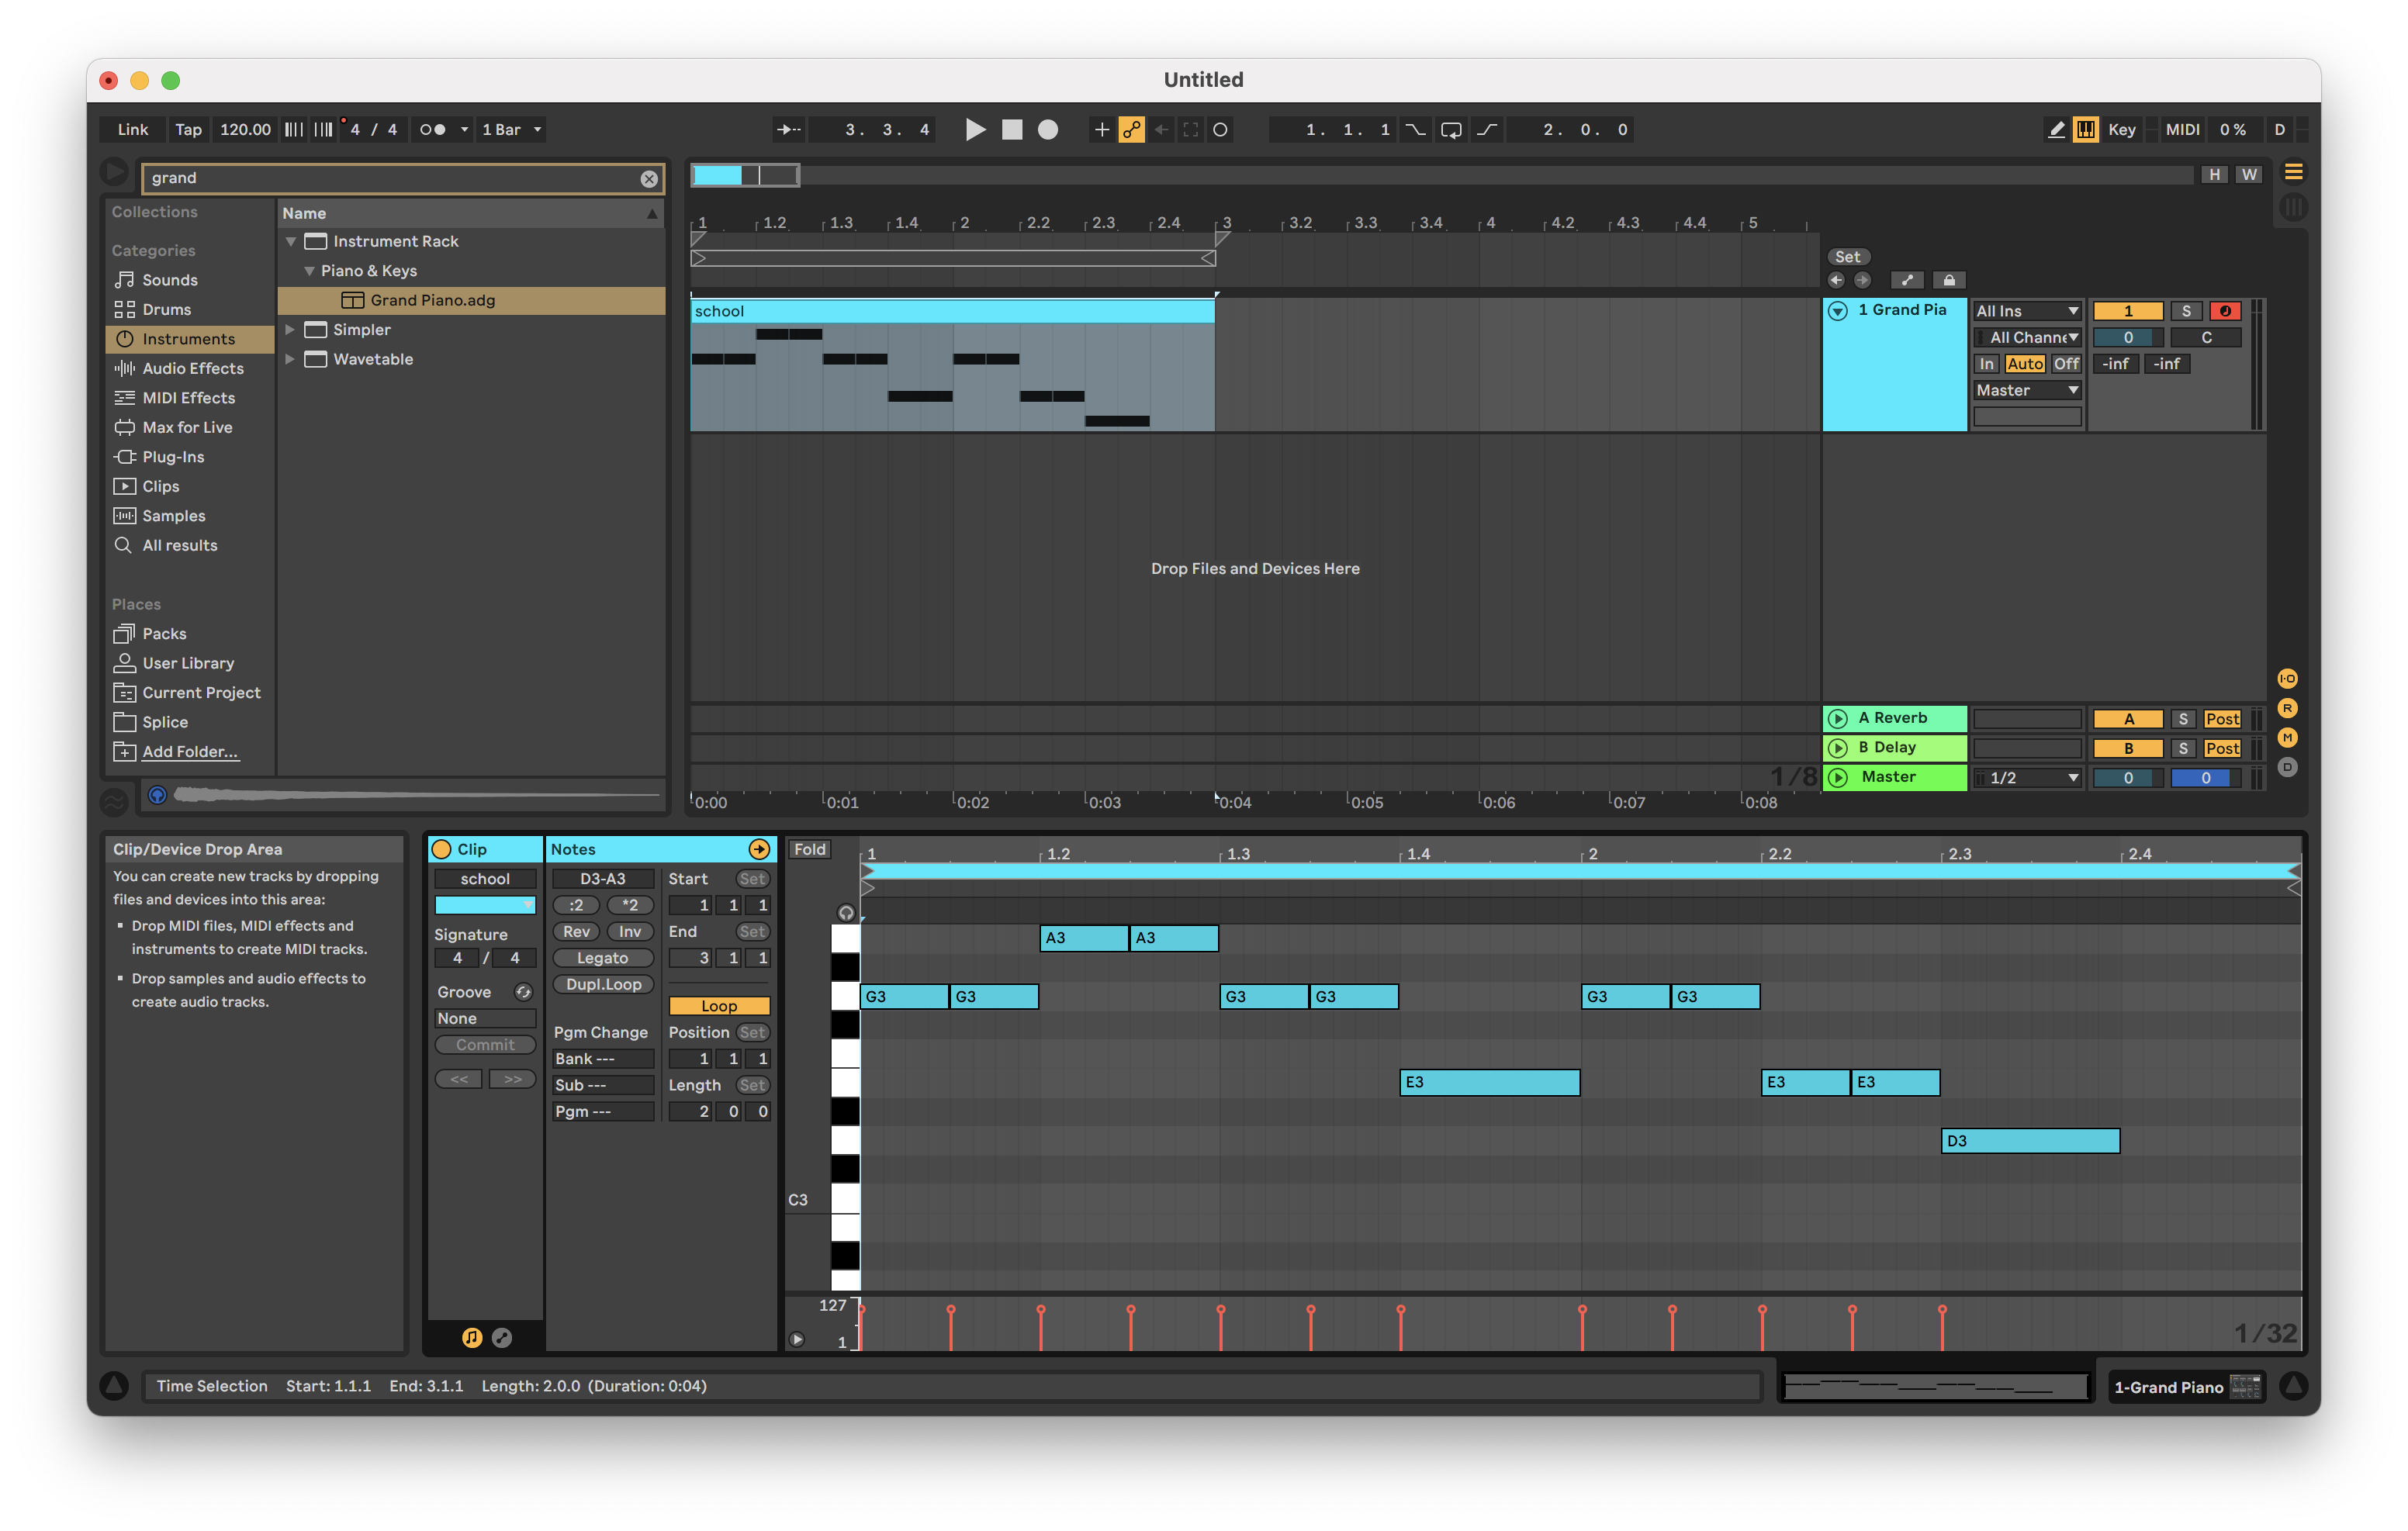 Untitled
Link Tap 120.00 4 / 4 1 Bar 3. 3. 4 1. 1. 1 2. 0. 0 Key MIDI 0 % D
grand
H W
Collections
Categories
Sounds
Drums
Instruments
Audio Effects
MIDI Effects
Max for Live
Plug-Ins
Clips
Samples
All results
Places
Packs
User Library
Current Project
Splice
Add Folder...
Name
Instrument Rack
Piano & Keys
Grand Piano.adg
Simpler
Wavetable
1 1.2 1.3 1.4 2 2.2 2.3 2.4 3 3.2 3.3 3.4 4 4.2 4.3 4.4 5
Set
school
1 Grand Pia All Ins 1 S
All Channe 0 C
In Auto Off -inf -inf
Master
Drop Files and Devices Here
I·O
R
M
D
A Reverb A S Post
B Delay B S Post
1/8 Master 1/2 0 0
0:00 0:01 0:02 0:03 0:04 0:05 0:06 0:07 0:08
Clip/Device Drop Area
You can create new tracks by dropping
files and devices into this area:
Drop MIDI files, MIDI effects and
instruments to create MIDI tracks.
Drop samples and audio effects to
create audio tracks.
Clip
school
Signature
4 / 4
Groove
None
Commit
<< >>
Notes
D3-A3
:2 *2
Rev Inv
Legato
Dupl.Loop
Pgm Change
Bank ---
Sub ---
Pgm ---
Start Set
1 1 1
End Set
3 1 1
Loop
Position Set
1 1 1
Length Set
2 0 0
Fold 1 1.2 1.3 1.4 2 2.2 2.3 2.4
A3 A3
G3 G3 G3 G3 G3 G3
E3 E3 E3
D3
C3
127
1
1/32
Time Selection Start: 1.1.1 End: 3.1.1 Length: 2.0.0 (Duration: 0:04)
1-Grand Piano